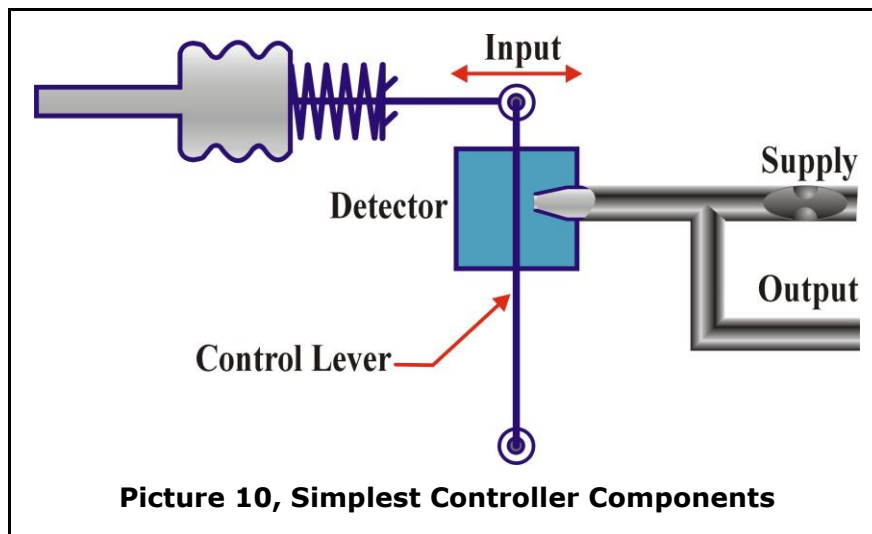 Input
Supply
Detector
Output
Control Lever
Picture 10, Simplest Controller Components